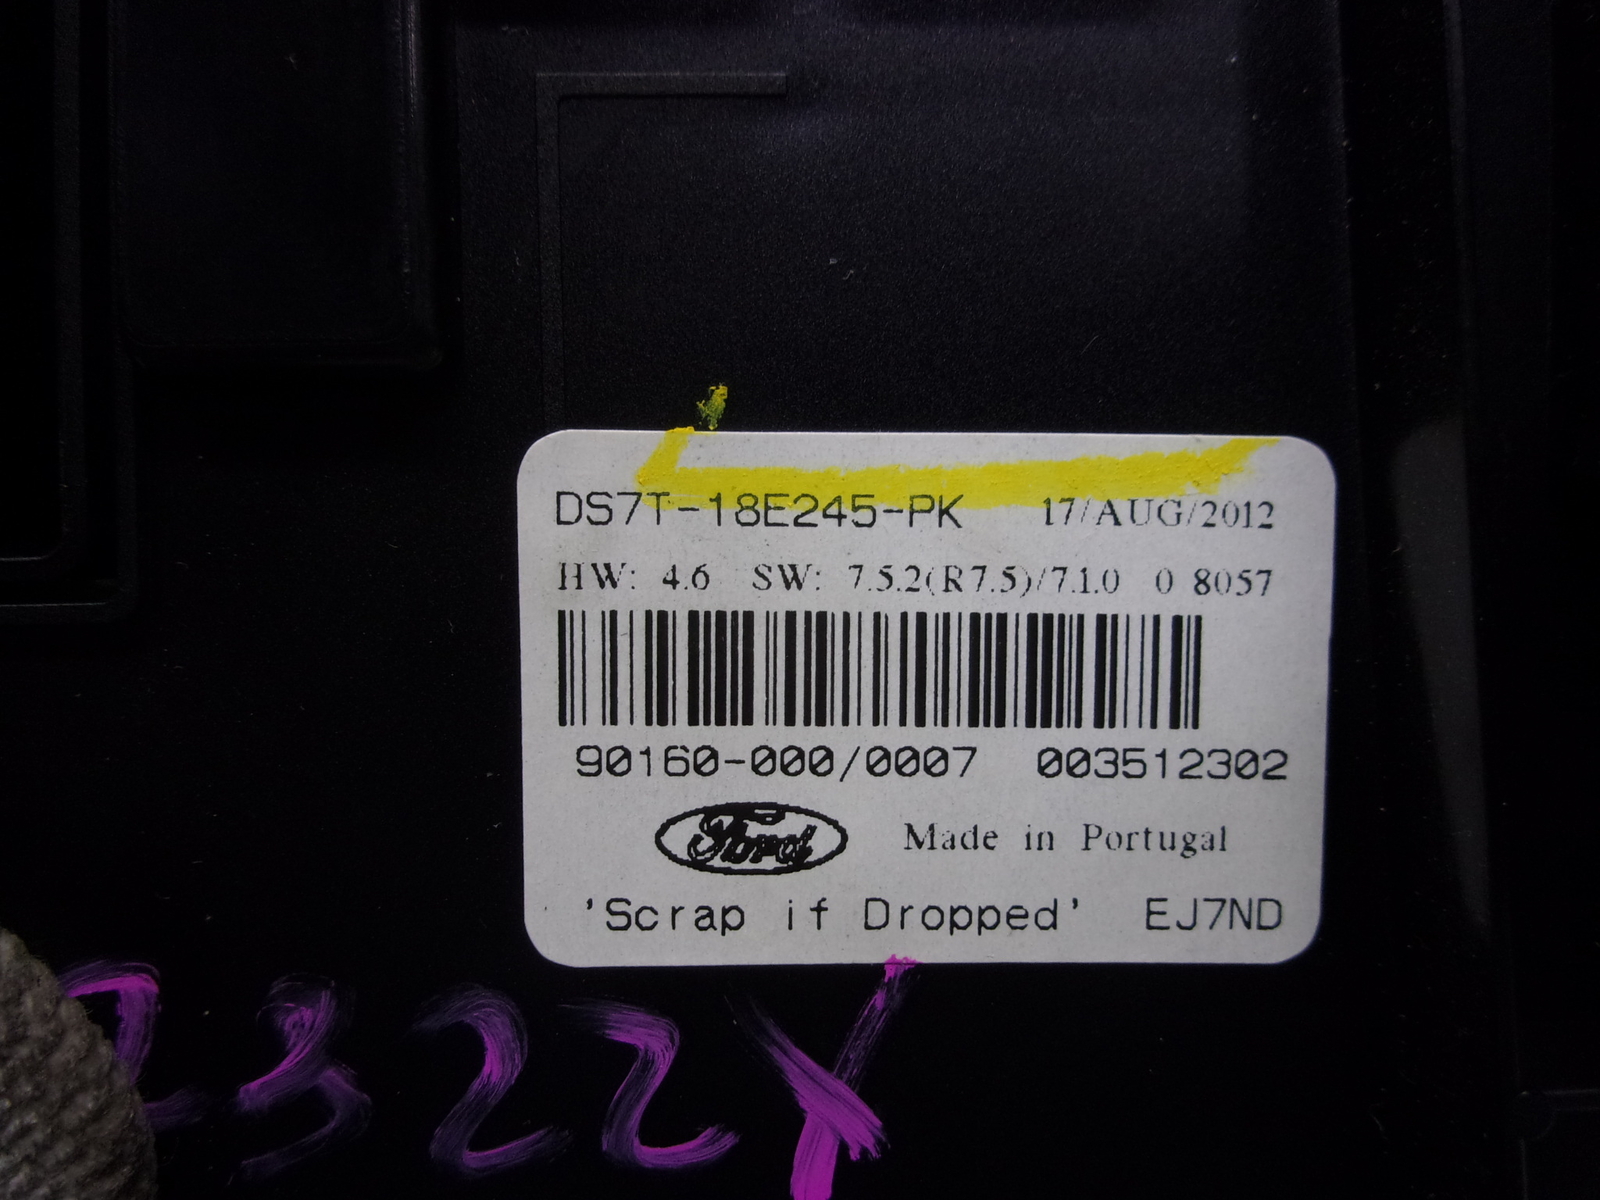 DS7T-18E245-PK 17/AUG/2012
HW: 4.6 SW: 7.5.2(R7.5)/7.1.0 0 8057
90160-000/0007 003512302
Ford Made in Portugal
'Scrap if Dropped' EJ7ND
2322Y